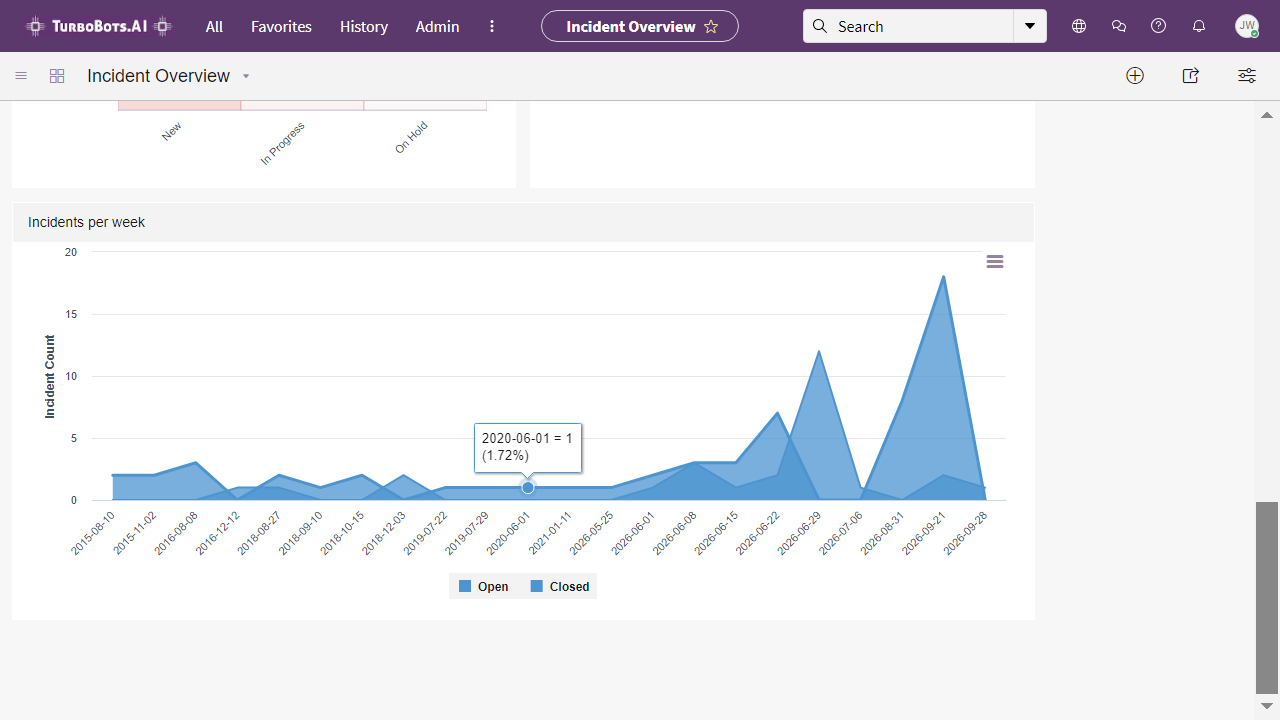 TURBOBOTS.AI All Favorites History Admin Incident Overview Search JW
Incident Overview
New In Progress On Hold
Incidents per week
20
15
10
5
0
Incident Count
2020-06-01 = 1
(1.72%)
2015-08-10 2015-11-02 2016-08-08 2016-12-12 2018-08-27 2018-09-10 2018-10-15 2018-12-03 2019-07-22 2019-07-29 2020-06-01 2021-01-11 2026-05-25 2026-06-01 2026-06-08 2026-06-15 2026-06-22 2026-06-29 2026-07-06 2026-08-31 2026-09-21 2026-09-28
Open Closed